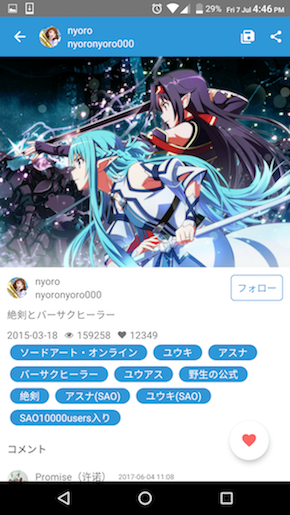 29% Fri 7 Jul 4:46 PM
nyoro
nyoronyoro000
nyoro
nyoronyoro000
フォロー
絶剣とバーサクヒーラー
2015-03-18 159258 12349
ソードアート・オンライン ユウキ アスナ
バーサクヒーラー ユウアス 野生の公式
絶剣 アスナ(SAO) ユウキ(SAO)
SAO10000users入り
コメント
Promise（许诺） 2017-06-04 11:08